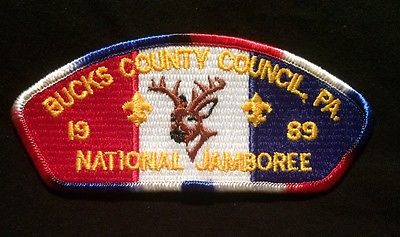 BUCKS COUNTY COUNCIL, PA.
19 89
NATIONAL JAMBOREE